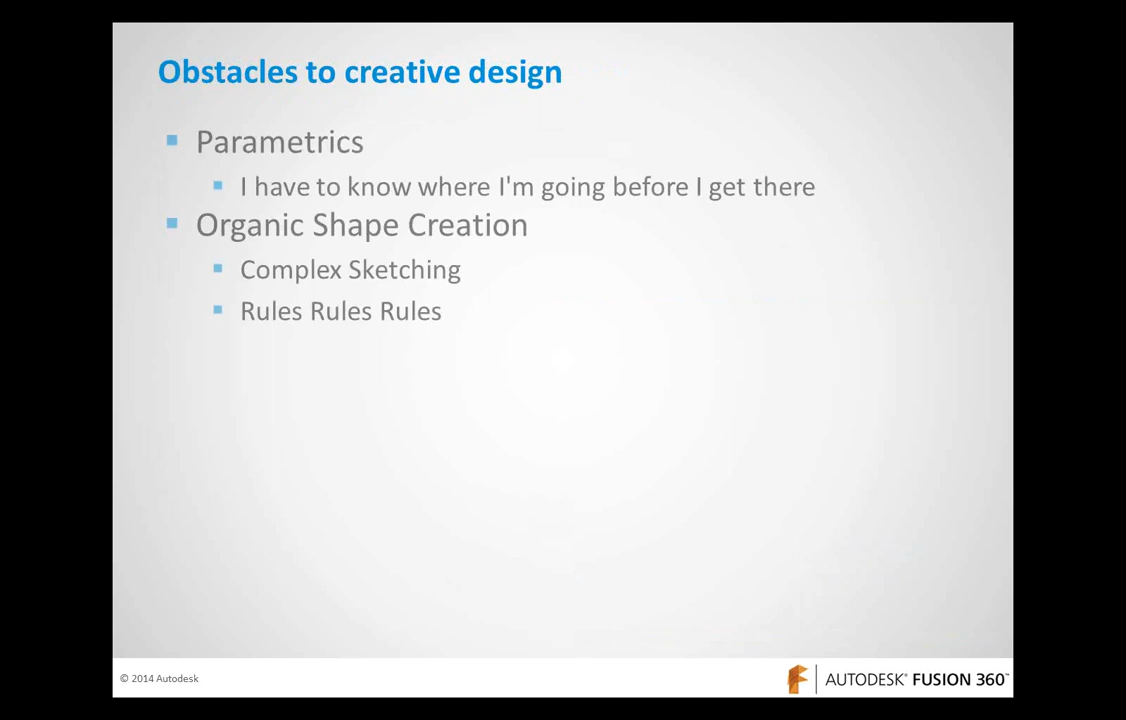 Obstacles to creative design
Parametrics
I have to know where I'm going before I get there
Organic Shape Creation
Complex Sketching
Rules Rules Rules
© 2014 Autodesk
AUTODESK® FUSION 360™